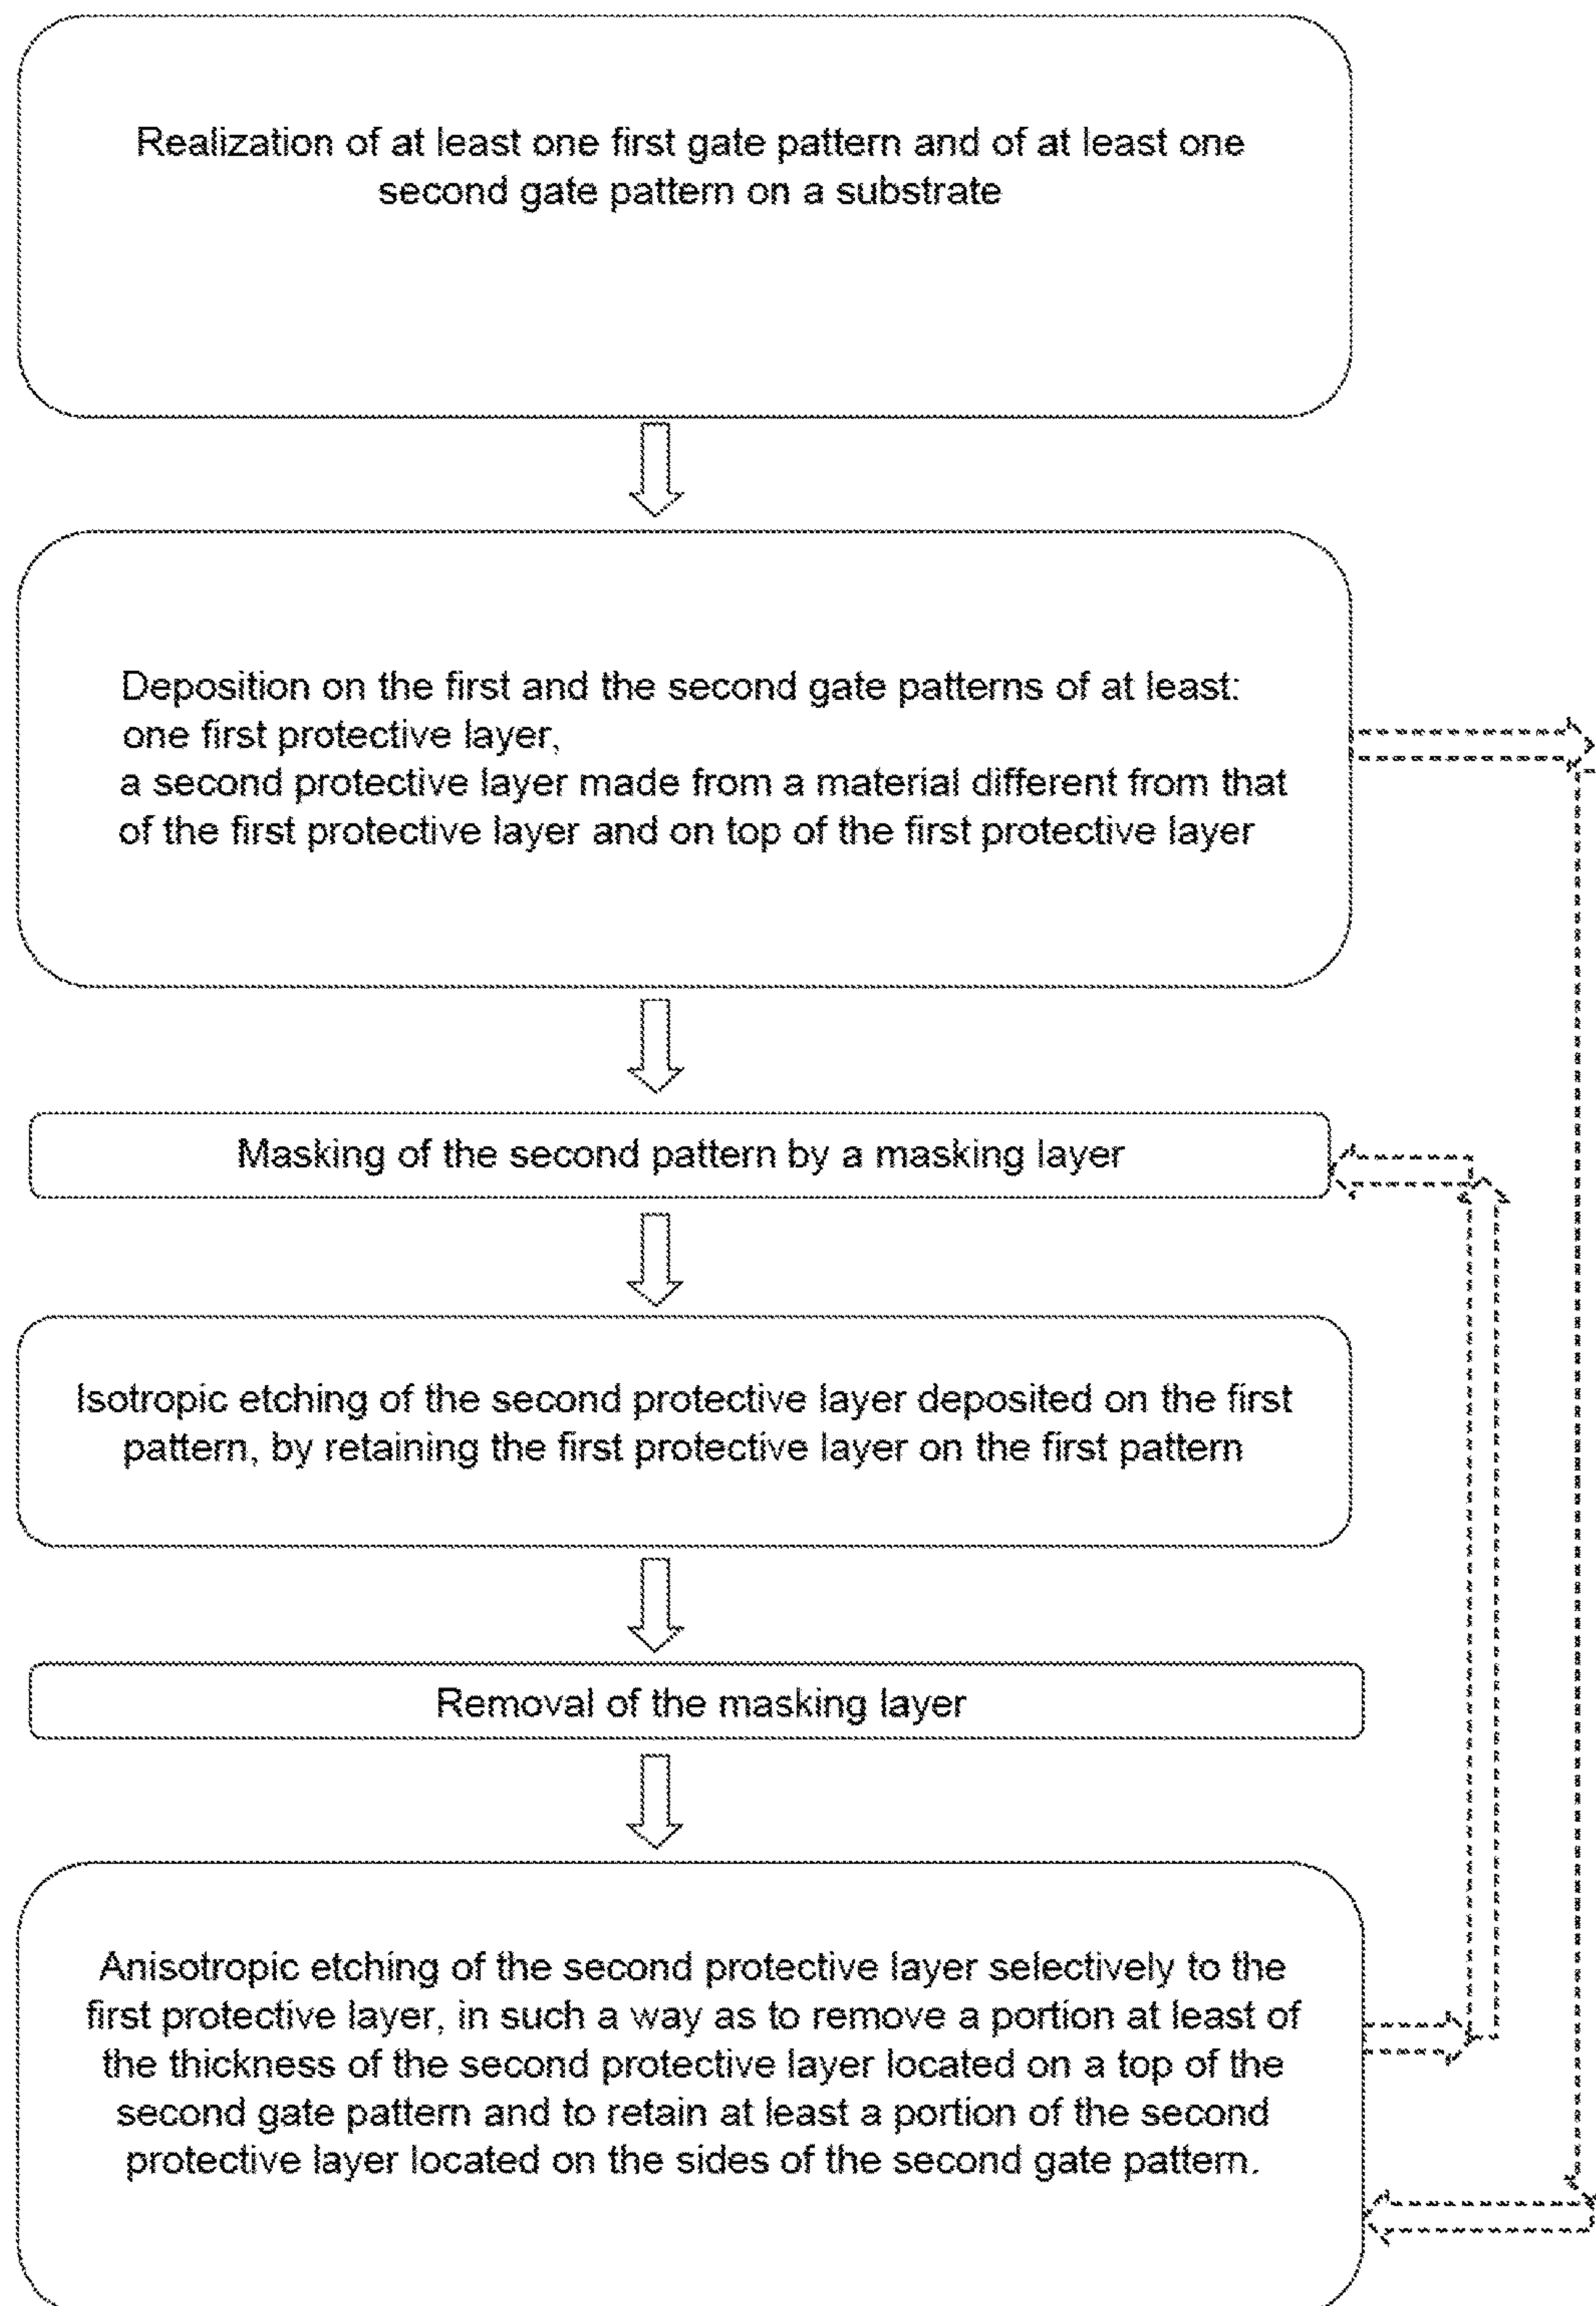 Realization of at least one first gate pattern and of at least one
second gate pattern on a substrate
Deposition on the first and the second gate patterns of at least:
one first protective layer,
a second protective layer made from a material different from that
of the first protective layer and on top of the first protective layer
Masking of the second pattern by a masking layer
Isotropic etching of the second protective layer deposited on the first
pattern, by retaining the first protective layer on the first pattern
Removal of the masking layer
Anisotropic etching of the second protective layer selectively to the
first protective layer, in such a way as to remove a portion at least of
the thickness of the second protective layer located on a top of the
second gate pattern and to retain at least a portion of the second
protective layer located on the sides of the second gate pattern.